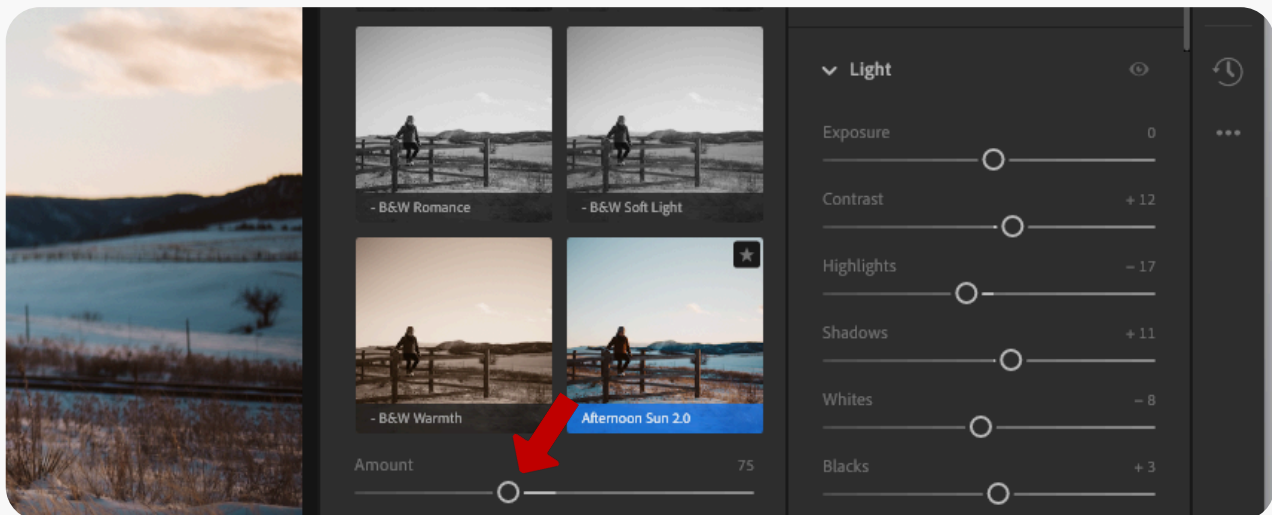 - B&W Romance
- B&W Soft Light
- B&W Warmth
Afternoon Sun 2.0
Amount 75
Light
Exposure 0
Contrast + 12
Highlights – 17
Shadows + 11
Whites – 8
Blacks + 3